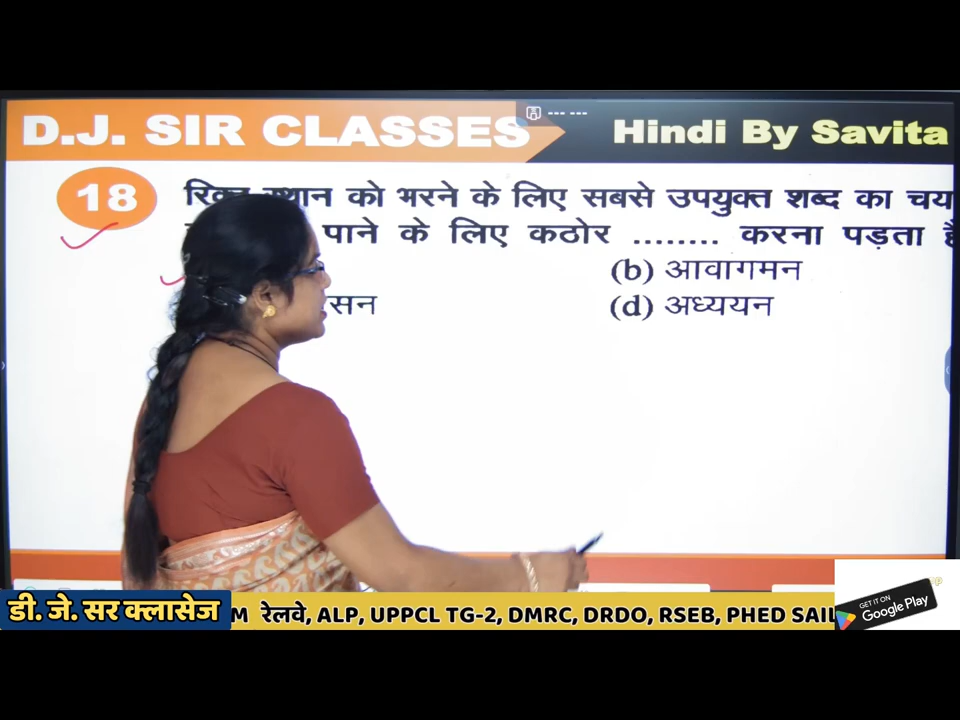 D.J. SIR CLASSES
Hindi By Savita
18
स्थान को भरने के लिए सबसे उपयुक्त शब्द का चय
पाने के लिए कठोर ........ करना पड़ता है
(b) आवागमन
सन
(d) अध्ययन
डी. जे. सर क्लासेज
M रेलवे, ALP, UPPCL TG-2, DMRC, DRDO, RSEB, PHED SAIL
GET IT ON
Google Play